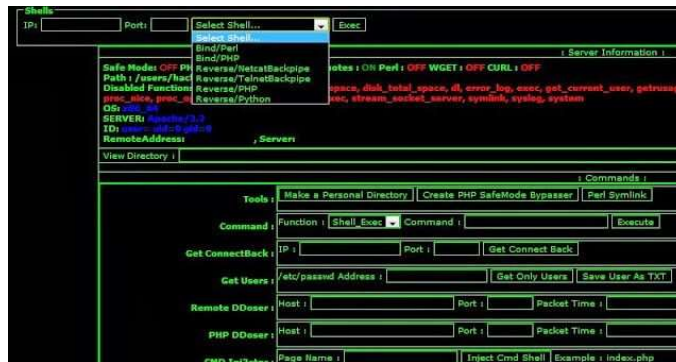 Shells
IP: Port: Select Shell... Exec
Select Shell...
Bind/Perl
Bind/PHP
Reverse/NetcatBackpipe
Reverse/TelnetBackpipe
Reverse/PHP
Reverse/Python
: Server Information :
Safe Mode: OFF otes : ON Perl : OFF WGET : OFF CURL : OFF
Path : /users/hac
Disabled Function space, disk_total_space, dl, error_log, exec, get_current_user, getrusag
proc_nice, exec, stream_socket_server, symlink, syslog, system
OS:
SERVER: Apache/2.2
ID:
RemoteAddress: , Server:
View Directory :
: Commands :
Tools : Make a Personal Directory Create PHP SafeMode Bypasser Perl Symlink
Command : Function : Shell_Exec Command : Execute
Get ConnectBack : IP : Port : Get Connect Back
Get Users : /etc/passwd Address : Get Only Users Save User As TXT
Remote DDoser : Host : Port : Packet Time :
PHP DDoser : Host : Port : Packet Time :
Page Name : Inject Cmd Shell Example : index.php